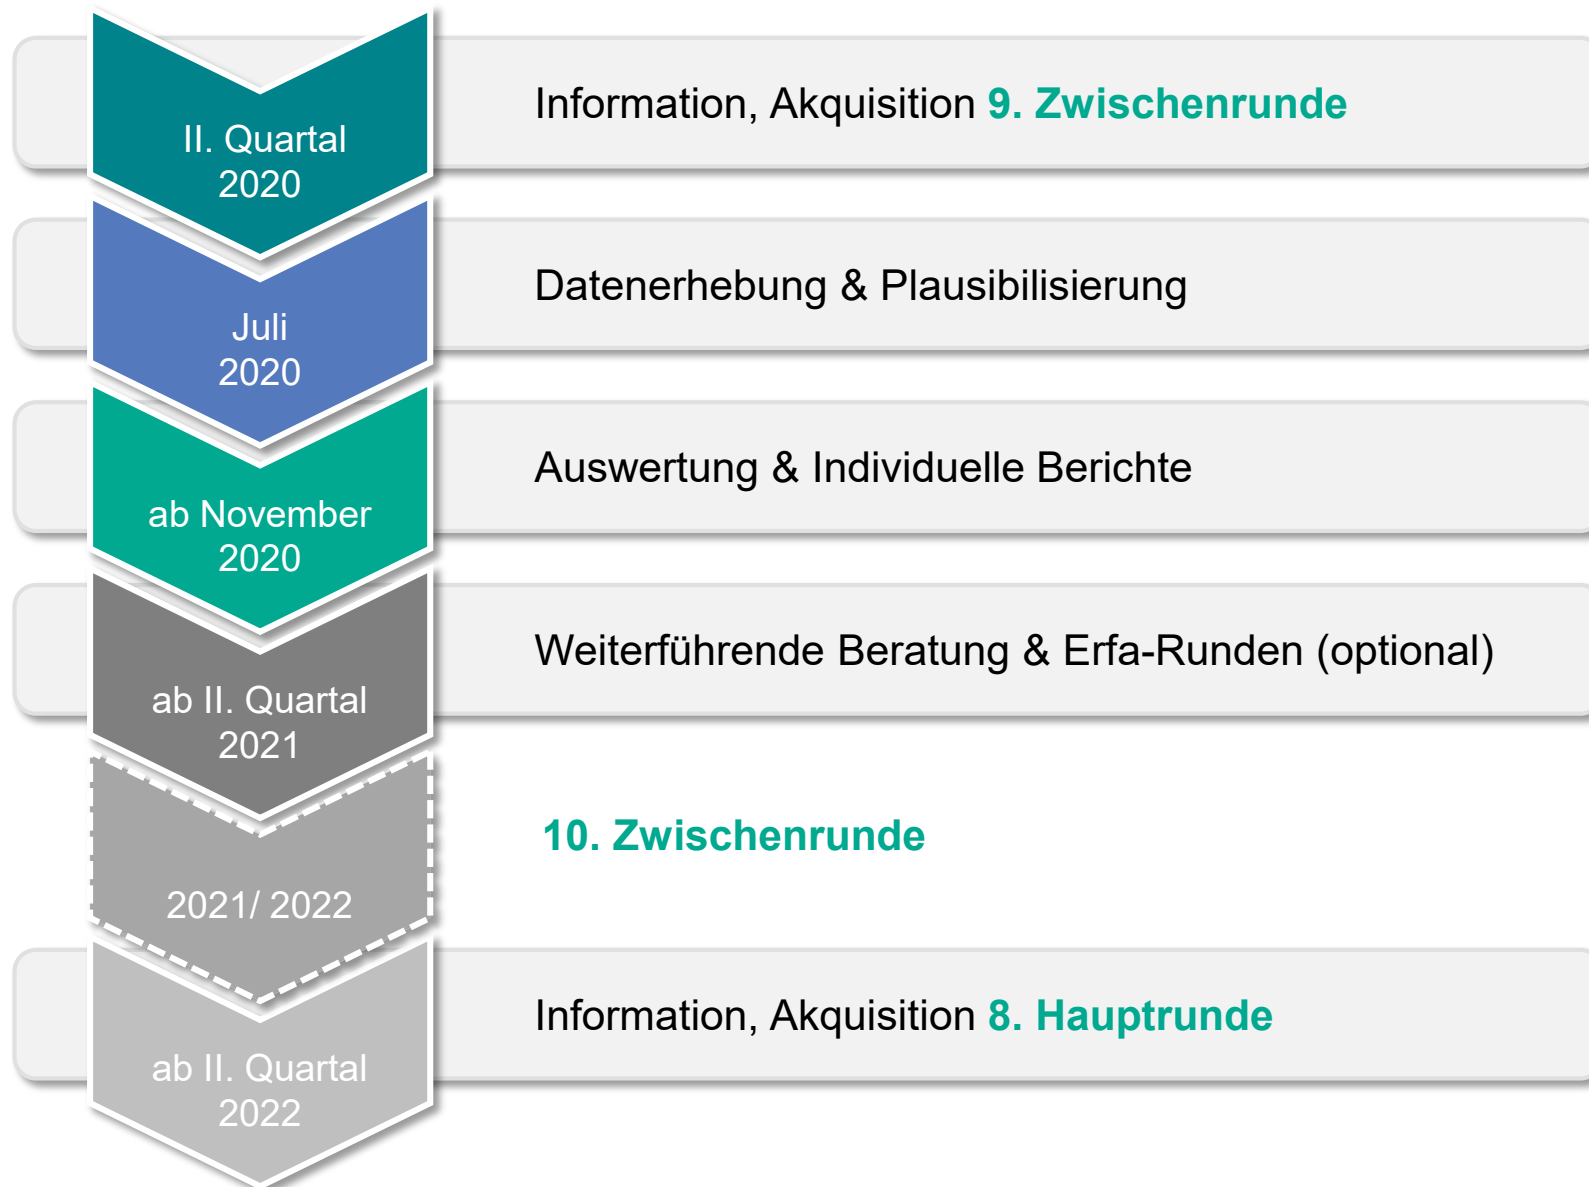 II. Quartal
2020
Information, Akquisition 9. Zwischenrunde
Juli
2020
Datenerhebung & Plausibilisierung
ab November
2020
Auswertung & Individuelle Berichte
ab II. Quartal
2021
Weiterführende Beratung & Erfa-Runden (optional)
2021/ 2022
10. Zwischenrunde
ab II. Quartal
2022
Information, Akquisition 8. Hauptrunde